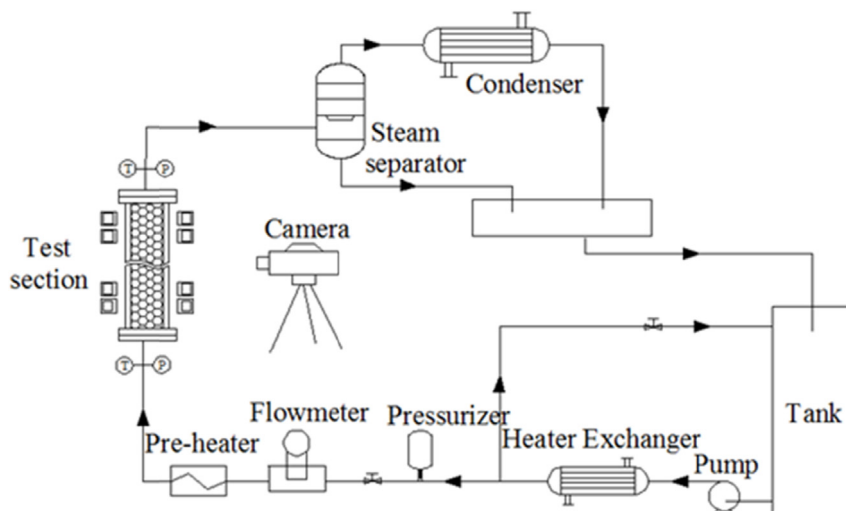 Condenser
Steam
separator
T P
Camera
Test
section
T P
Flowmeter
Pressurizer
Tank
Pre-heater
Heater Exchanger
Pump